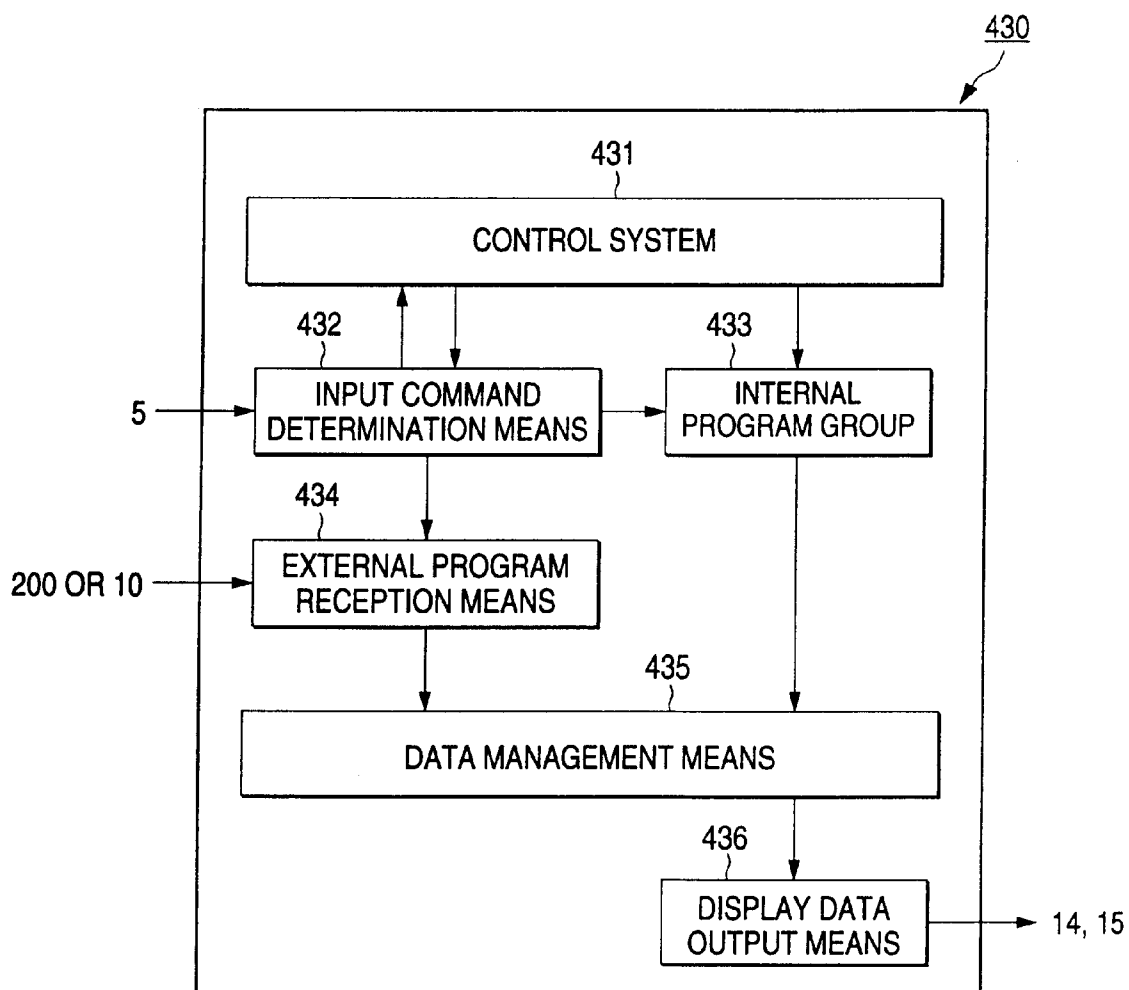 430
431
CONTROL SYSTEM
432
433
5
INPUT COMMAND
DETERMINATION MEANS
INTERNAL
PROGRAM GROUP
434
200 OR 10
EXTERNAL PROGRAM
RECEPTION MEANS
435
DATA MANAGEMENT MEANS
436
DISPLAY DATA
OUTPUT MEANS
14, 15